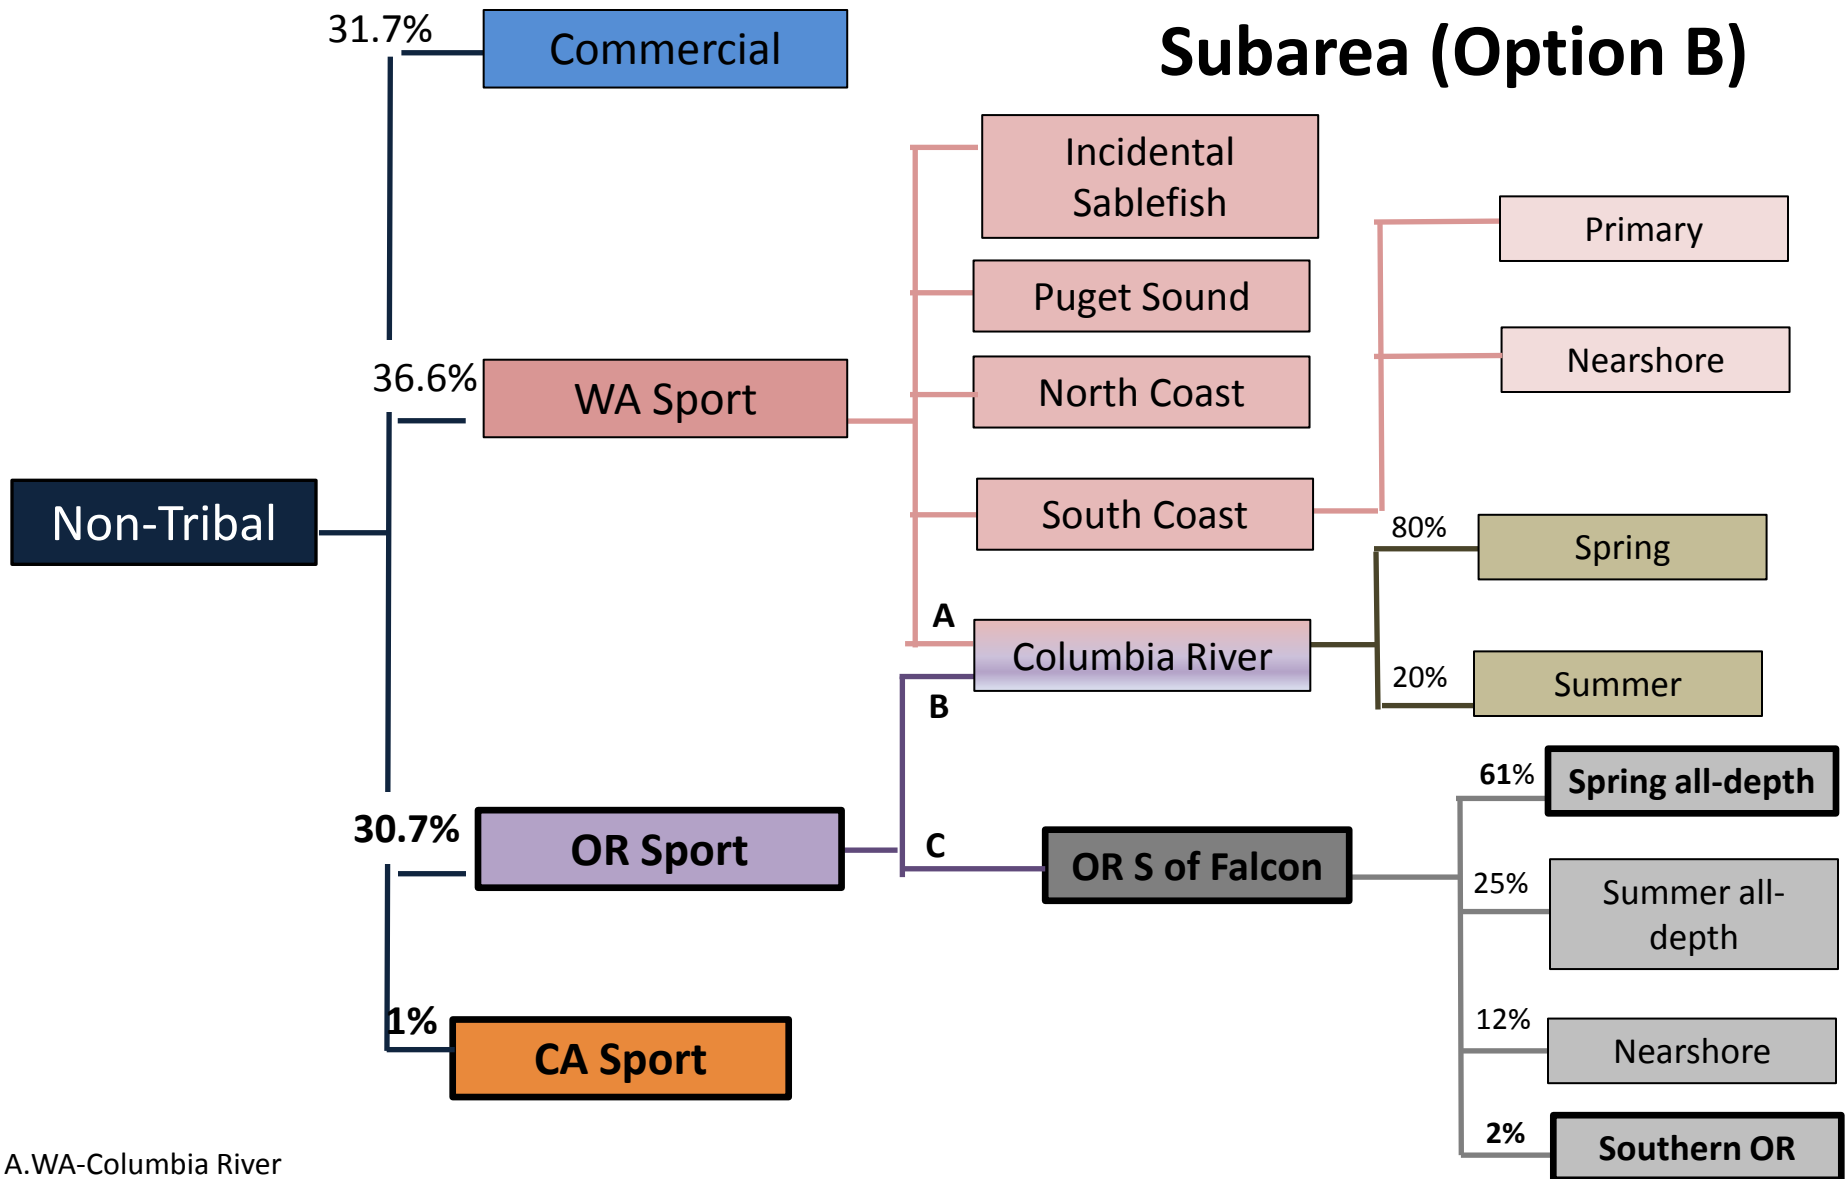 Subarea (Option B)
31.7%
Commercial
Incidental
Sablefish
Primary
Puget Sound
Nearshore
36.6%
WA Sport
North Coast
Non-Tribal
South Coast
80%
Spring
A
Columbia River
B
20%
Summer
61%
Spring all-depth
30.7%
OR Sport
C
OR S of Falcon
25%
Summer all-
depth
12%
Nearshore
1%
CA Sport
2%
Southern OR
A.WA-Columbia River